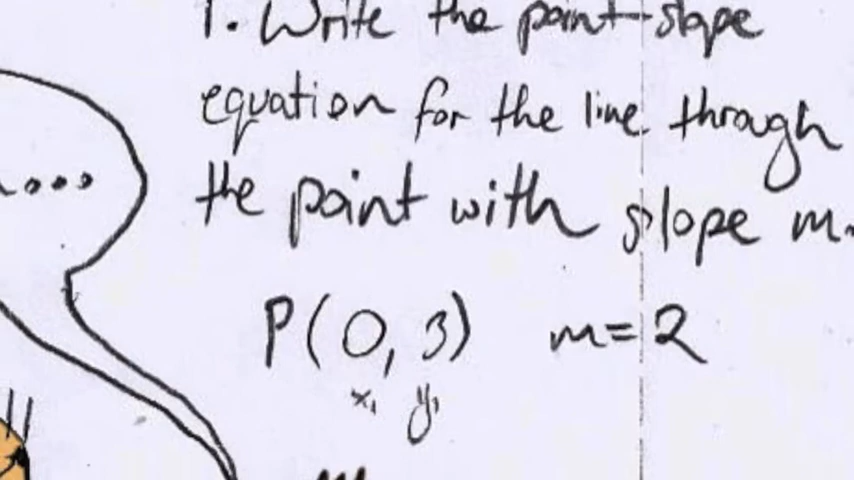 1. Write the point-slope
equation for the line through
the point with slope m.
...
P(0, 3) m=2
x₁ y₁